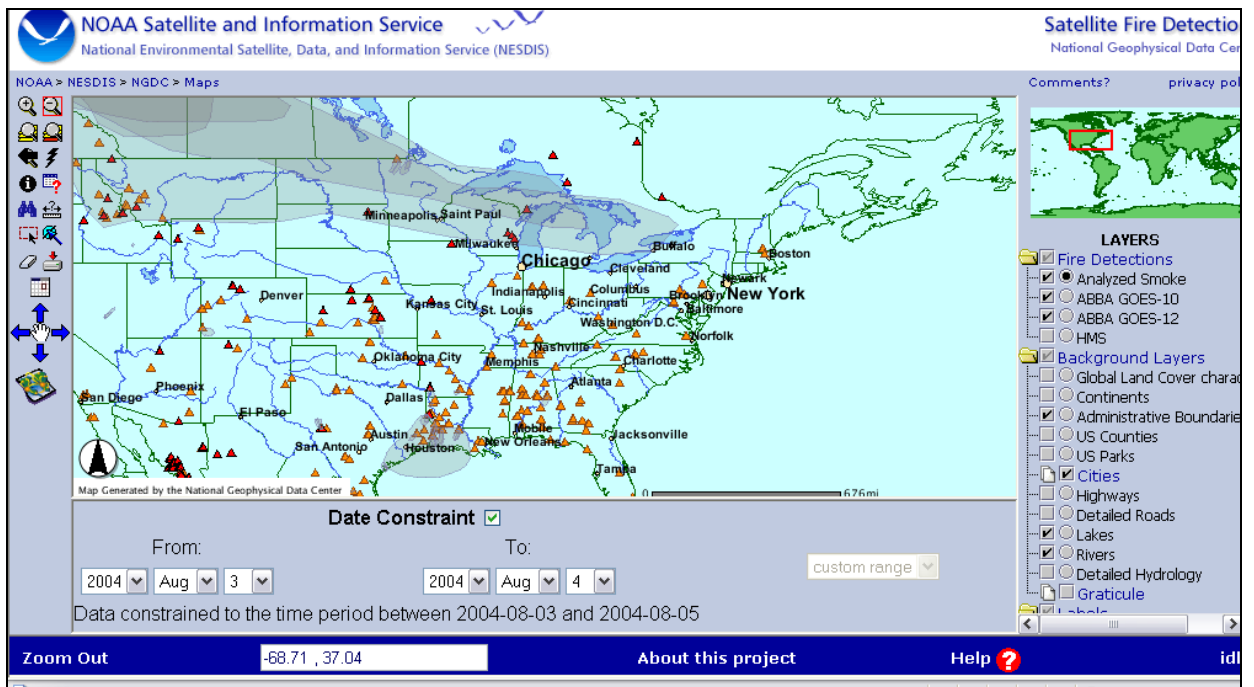 NOAA Satellite and Information Service
National Environmental Satellite, Data, and Information Service (NESDIS)
Satellite Fire Detectio
National Geophysical Data Cer
NOAA > NESDIS > NGDC > Maps
Comments? privacy pol
Minneapolis Saint Paul
Milwaukee
Chicago
Buffalo
Boston
Cleveland
Newark
Indianapolis Columbus
Brooklyn New York
Denver
Kansas City
St. Louis
Cincinnati
Baltimore
Washington D.C.
Norfolk
Nashville
Oklahoma City
Memphis
Charlotte
Phoenix
San Diego
Dallas
Atlanta
El Paso
Austin
Mobile
Jacksonville
San Antonio
Houston
New Orleans
Tampa
Map Generated by the National Geophysical Data Center
0 676mi
LAYERS
Fire Detections
Analyzed Smoke
ABBA GOES-10
ABBA GOES-12
HMS
Background Layers
Global Land Cover charac
Continents
Administrative Boundarie
US Counties
US Parks
Cities
Highways
Detailed Roads
Lakes
Rivers
Detailed Hydrology
Graticule
Labels
Date Constraint
From: To:
2004 Aug 3 2004 Aug 4 custom range
Data constrained to the time period between 2004-08-03 and 2004-08-05
Zoom Out -68.71 , 37.04 About this project Help ? idl